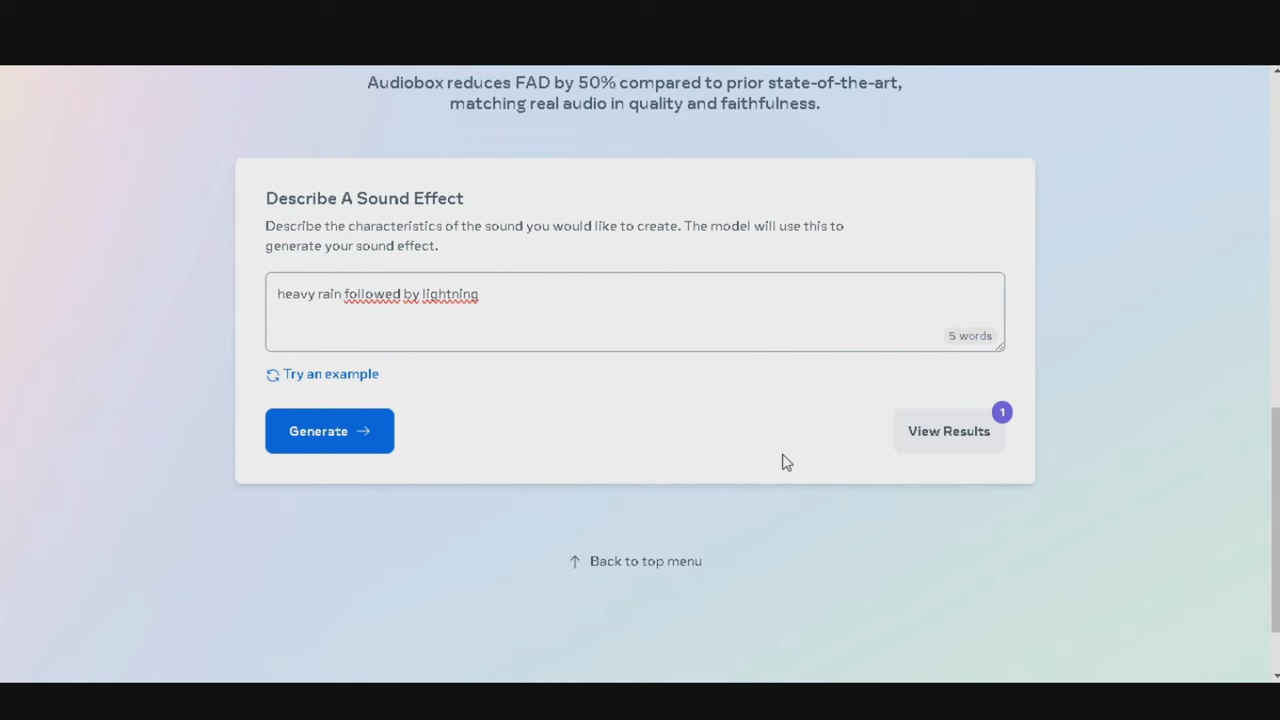 Audiobox reduces FAD by 50% compared to prior state-of-the-art,
matching real audio in quality and faithfulness.
Describe A Sound Effect
Describe the characteristics of the sound you would like to create. The model will use this to
generate your sound effect.
heavy rain followed by lightning
5 words
Try an example
Generate →
1
View Results
↑ Back to top menu